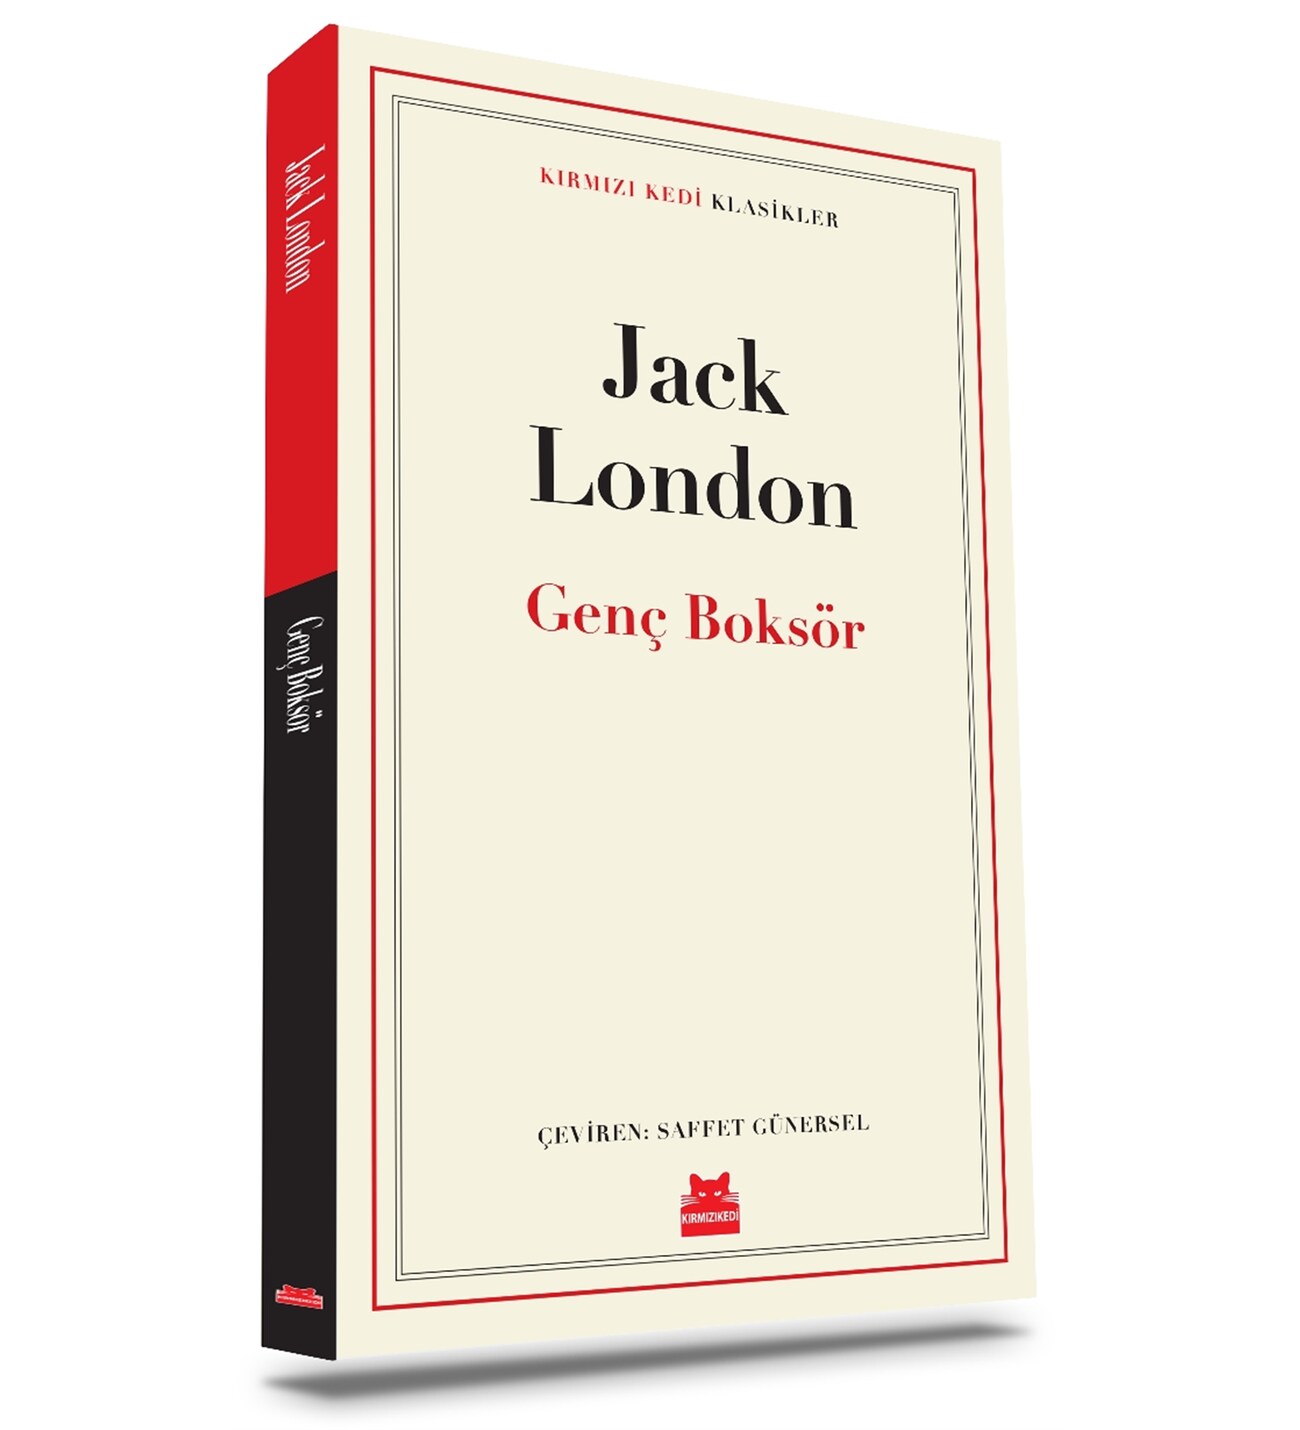 KIRMIZI KEDİ KLASİKLER
Jack
London
Genç Boksör
ÇEVİREN: SAFFET GÜNERSEL
KIRMIZIKEDİ
Jack London
Genç Boksör